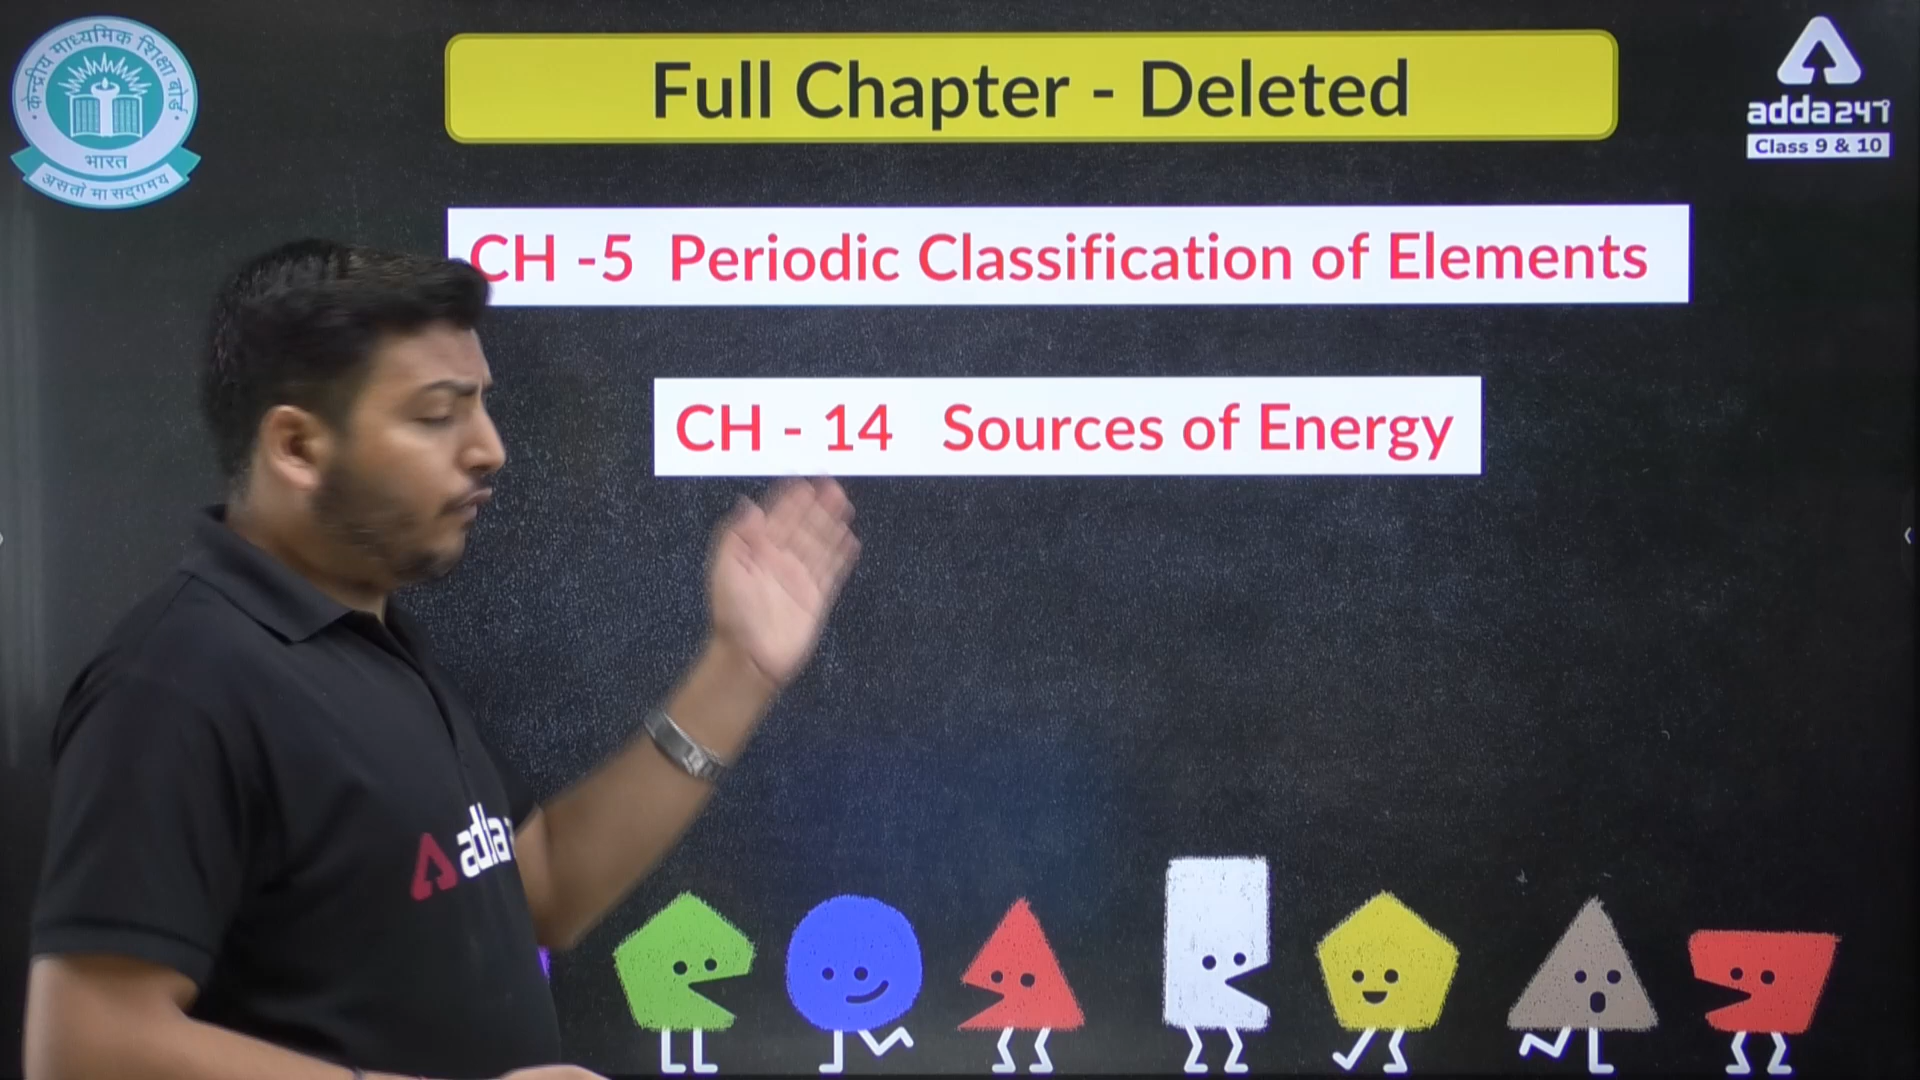 केन्द्रीय माध्यमिक शिक्षा बोर्ड
भारत
असतो मा सद्गमय
Full Chapter - Deleted
adda247
Class 9 & 10
CH -5 Periodic Classification of Elements
CH - 14 Sources of Energy
adda